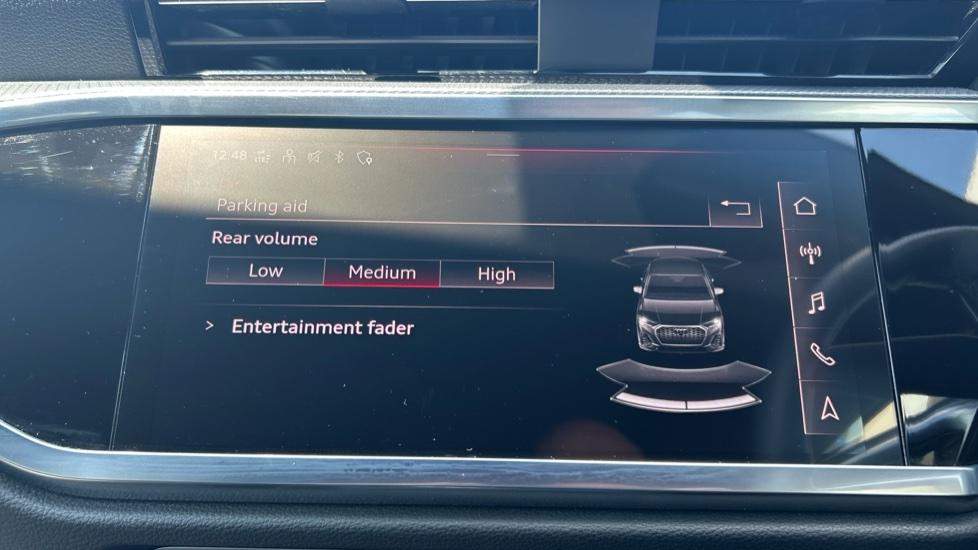 12:48
Parking aid
Rear volume
Low Medium High
> Entertainment fader